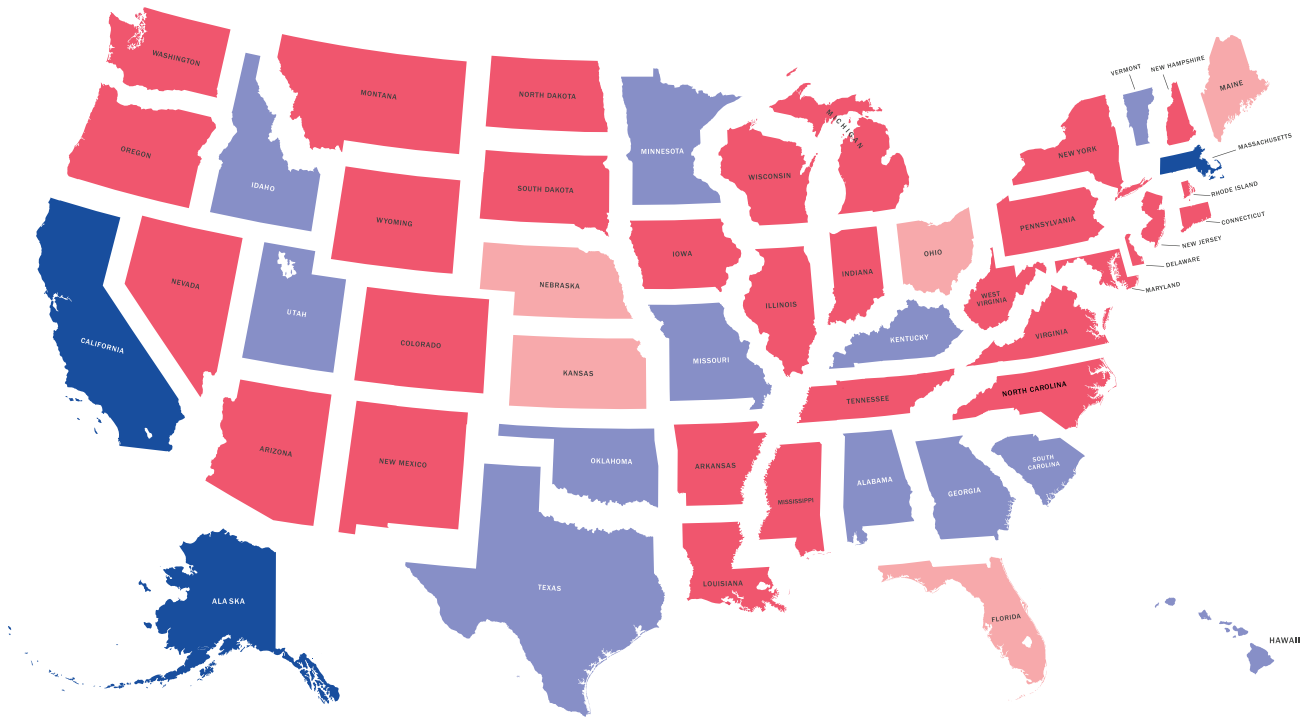 WASHINGTON
MONTANA
NORTH DAKOTA
MINNESOTA
MICHIGAN
VERMONT
NEW HAMPSHIRE
MAINE
OREGON
IDAHO
SOUTH DAKOTA
WISCONSIN
NEW YORK
MASSACHUSETTS
WYOMING
RHODE ISLAND
IOWA
PENNSYLVANIA
CONNECTICUT
NEVADA
NEBRASKA
INDIANA
OHIO
NEW JERSEY
DELAWARE
UTAH
ILLINOIS
WEST
VIRGINIA
MARYLAND
CALIFORNIA
COLORADO
KANSAS
MISSOURI
KENTUCKY
VIRGINIA
TENNESSEE
NORTH CAROLINA
ARIZONA
NEW MEXICO
OKLAHOMA
ARKANSAS
MISSISSIPPI
ALABAMA
GEORGIA
SOUTH
CAROLINA
ALASKA
TEXAS
LOUISIANA
FLORIDA
HAWAII